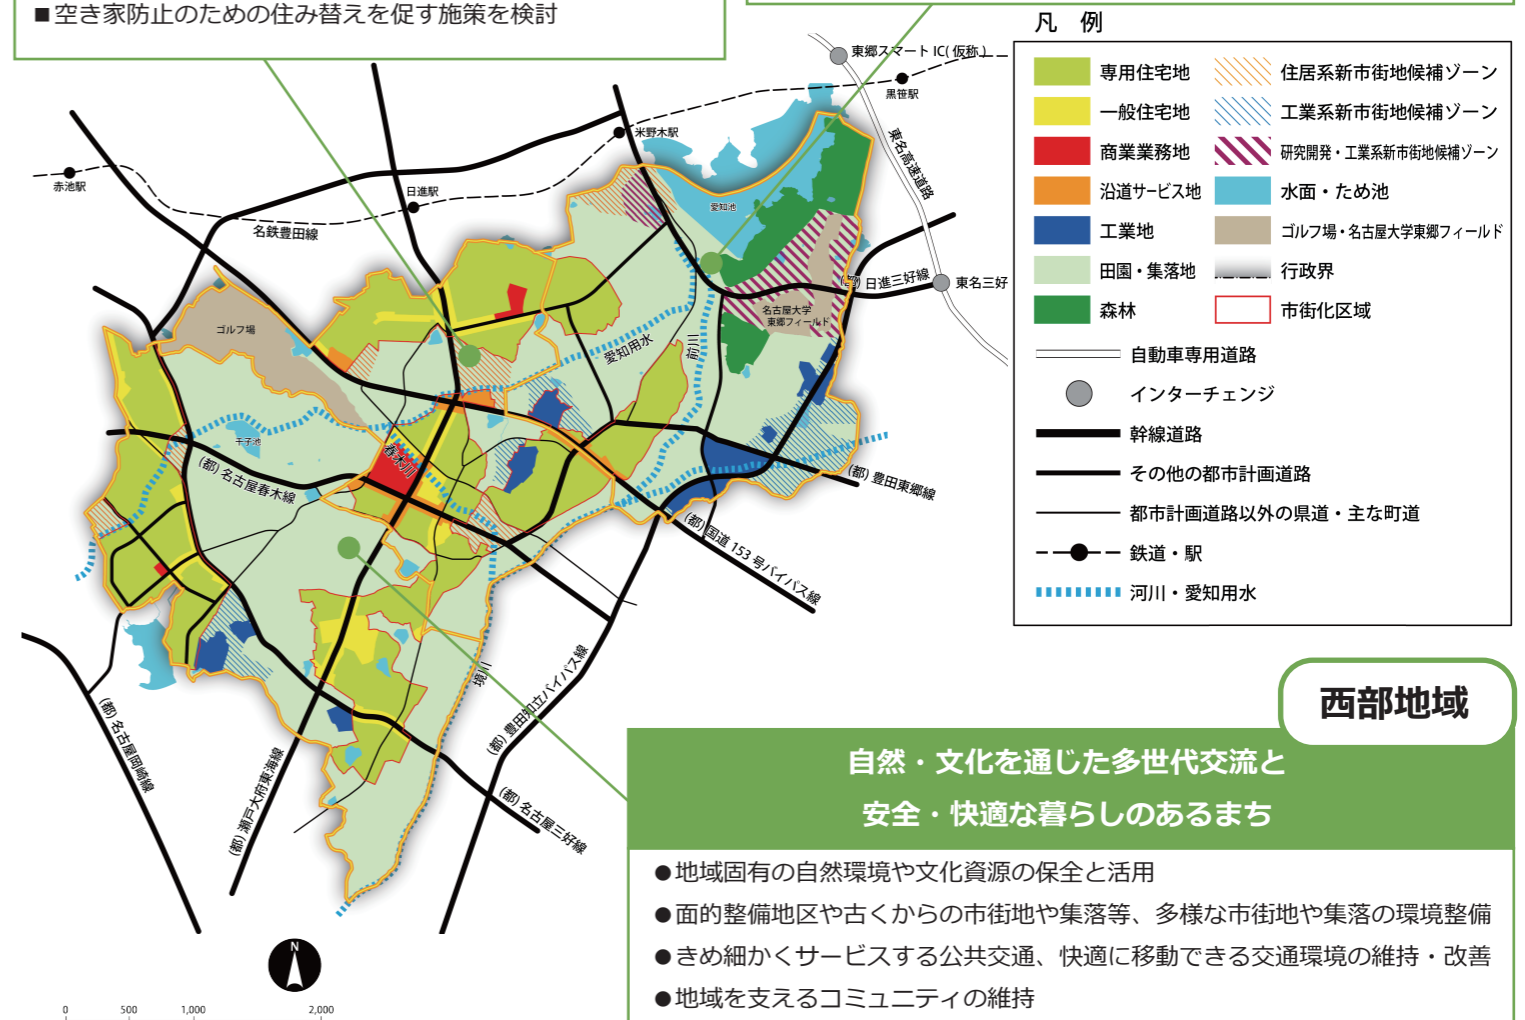 ■空き家防止のための住み替えを促す施策を検討
凡 例
専用住宅地
一般住宅地
商業業務地
沿道サービス地
工業地
田園・集落地
森林
住居系新市街地候補ゾーン
工業系新市街地候補ゾーン
研究開発・工業系新市街地候補ゾーン
水面・ため池
ゴルフ場・名古屋大学東郷フィールド
行政界
市街化区域
自動車専用道路
インターチェンジ
幹線道路
その他の都市計画道路
都市計画道路以外の県道・主な町道
鉄道・駅
河川・愛知用水
東郷スマートIC(仮称)
黒笹駅
米野木駅
東名高速道路
赤池駅
日進駅
名鉄豊田線
愛知池
(都)日進三好線
東名三好
名古屋大学
東郷フィールド
ゴルフ場
愛知用水
前川
千子池
春木川
(都)名古屋春木線
(都)豊田東郷線
(都)国道153号バイパス線
境川
(都)豊田知立バイパス線
(都)名古屋岡崎線
(都)瀬戸大府東海線
(都)名古屋三好線
N
0 500 1,000 2,000
西部地域
自然・文化を通じた多世代交流と
安全・快適な暮らしのあるまち
●地域固有の自然環境や文化資源の保全と活用
●面的整備地区や古くからの市街地や集落等、多様な市街地や集落の環境整備
●きめ細かくサービスする公共交通、快適に移動できる交通環境の維持・改善
●地域を支えるコミュニティの維持